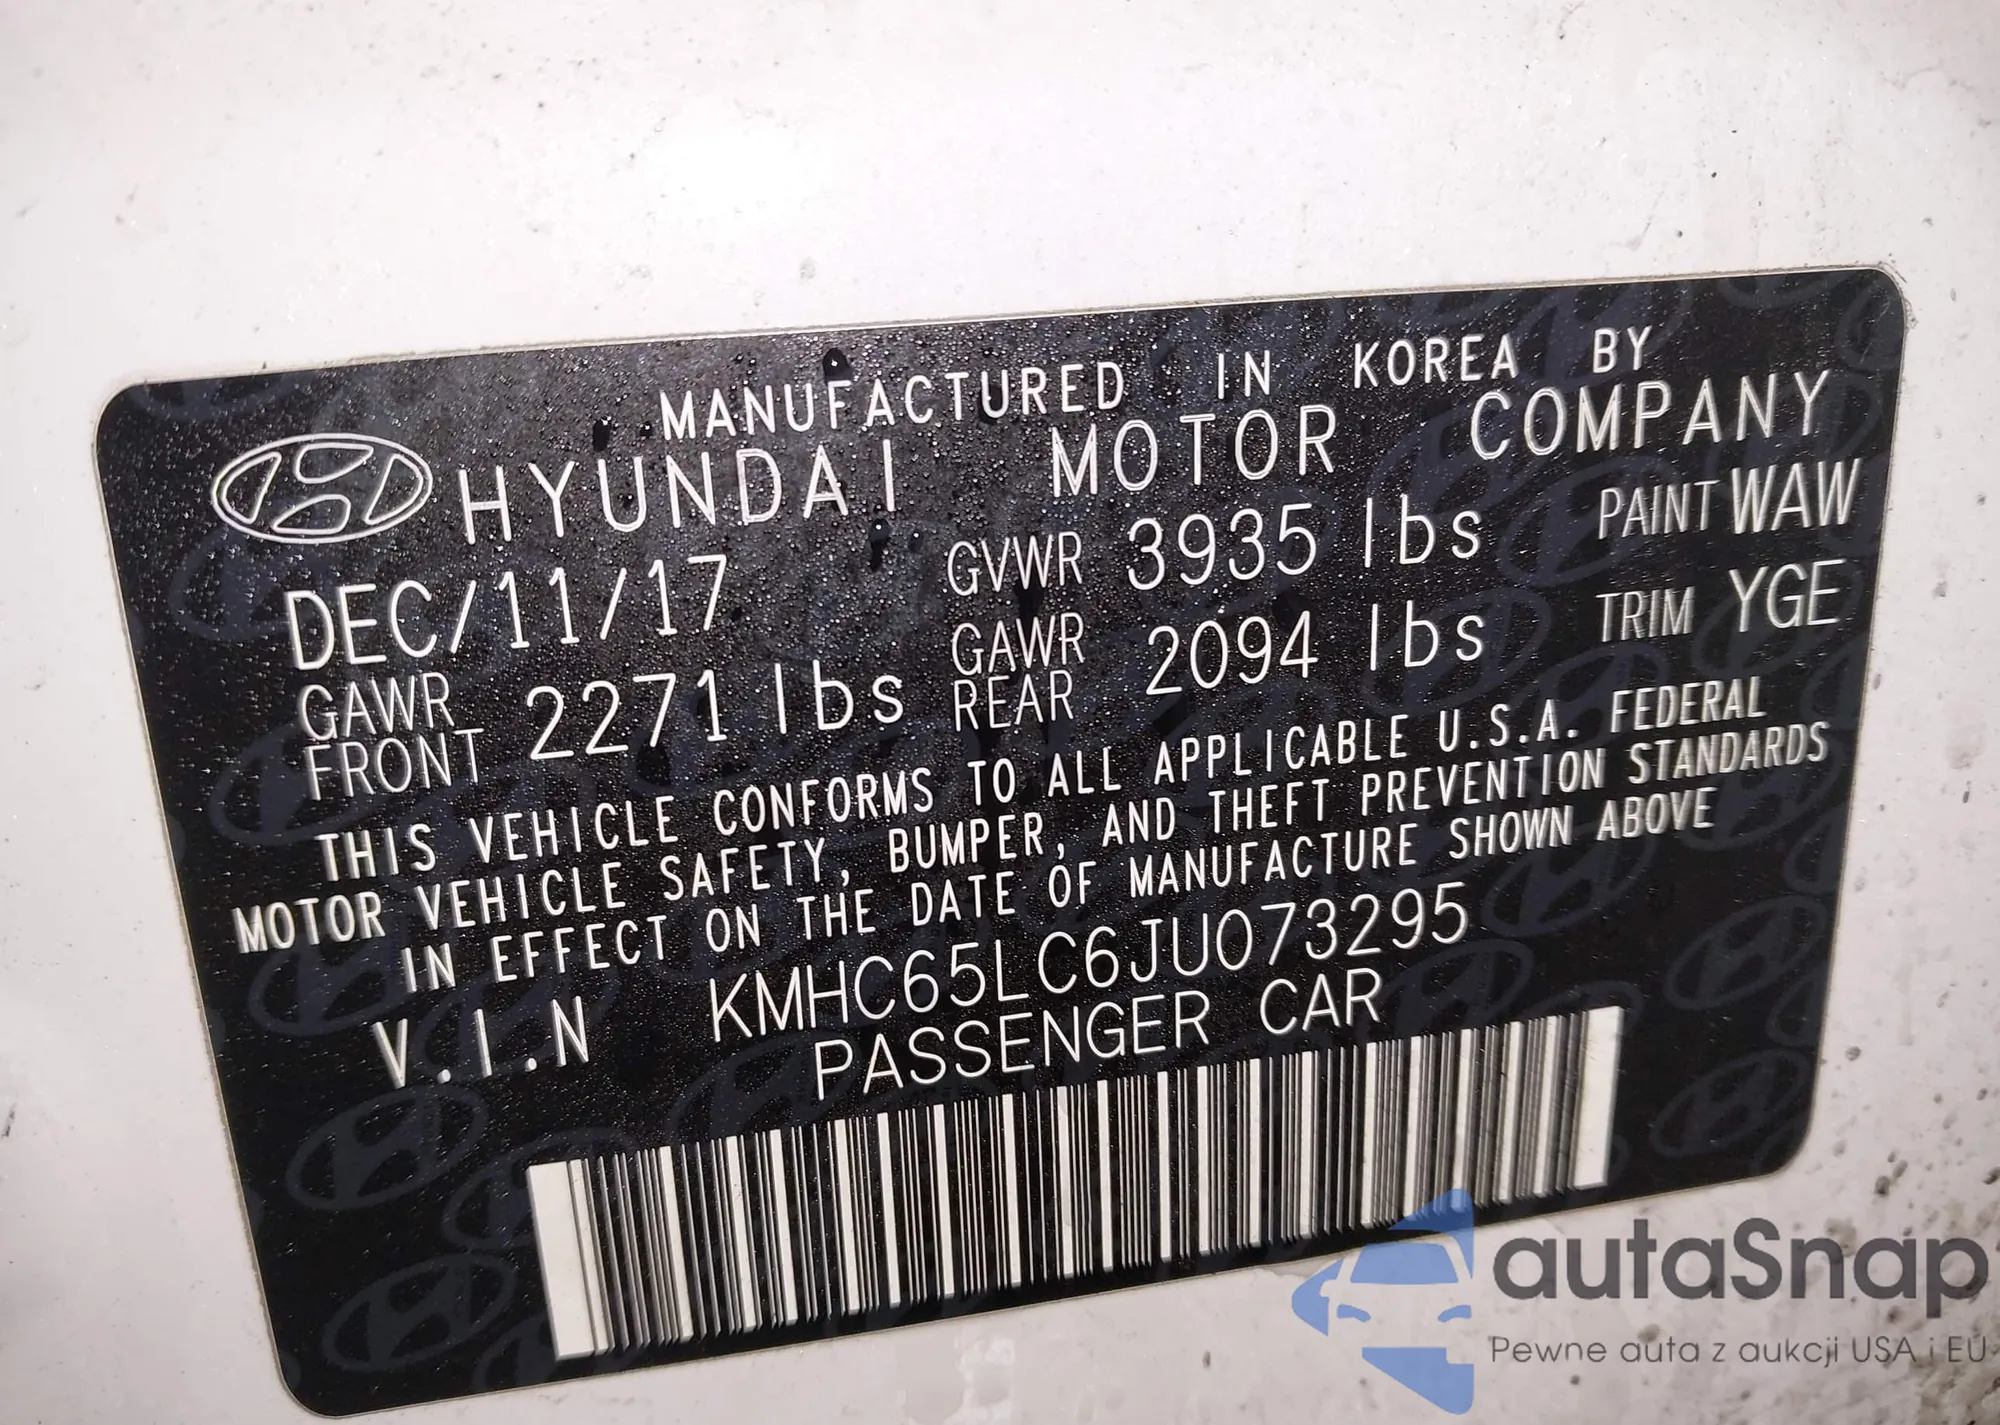 MANUFACTURED IN KOREA BY
HYUNDAI MOTOR COMPANY
DEC/11/17 GVWR 3935 lbs PAINT WAW
GAWR FRONT 2271 lbs GAWR REAR 2094 lbs TRIM YGE
THIS VEHICLE CONFORMS TO ALL APPLICABLE U.S.A. FEDERAL
MOTOR VEHICLE SAFETY, BUMPER, AND THEFT PREVENTION STANDARDS
IN EFFECT ON THE DATE OF MANUFACTURE SHOWN ABOVE
V.I.N KMHC65LC6JU073295
PASSENGER CAR
autaSnap
Pewne auta z aukcji USA i EU